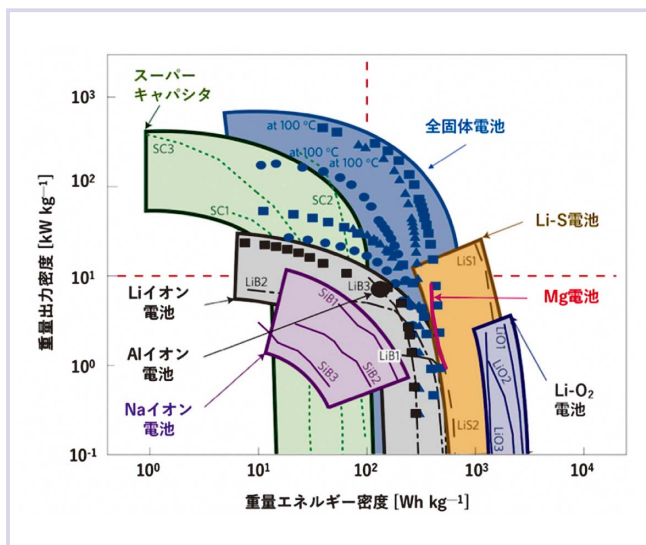 スーパー
キャパシタ
10³
at 100 °C
全固体電池
at 100 °C
at 100 °C
SC3
10²
SC2
Li-S電池
SC1
LiS1
10¹
Liイオン
電池
LiB2
LiB3
Mg電池
SiB1
Alイオン
電池
LiB1
LiO1
10⁰
SiB3
SiB2
LiO2
Li-O₂
電池
Naイオン
電池
LiS2
LiO3
10⁻¹
10⁰
10¹
10²
10³
10⁴
重量出力密度 [kW kg⁻¹]
重量エネルギー密度 [Wh kg⁻¹]